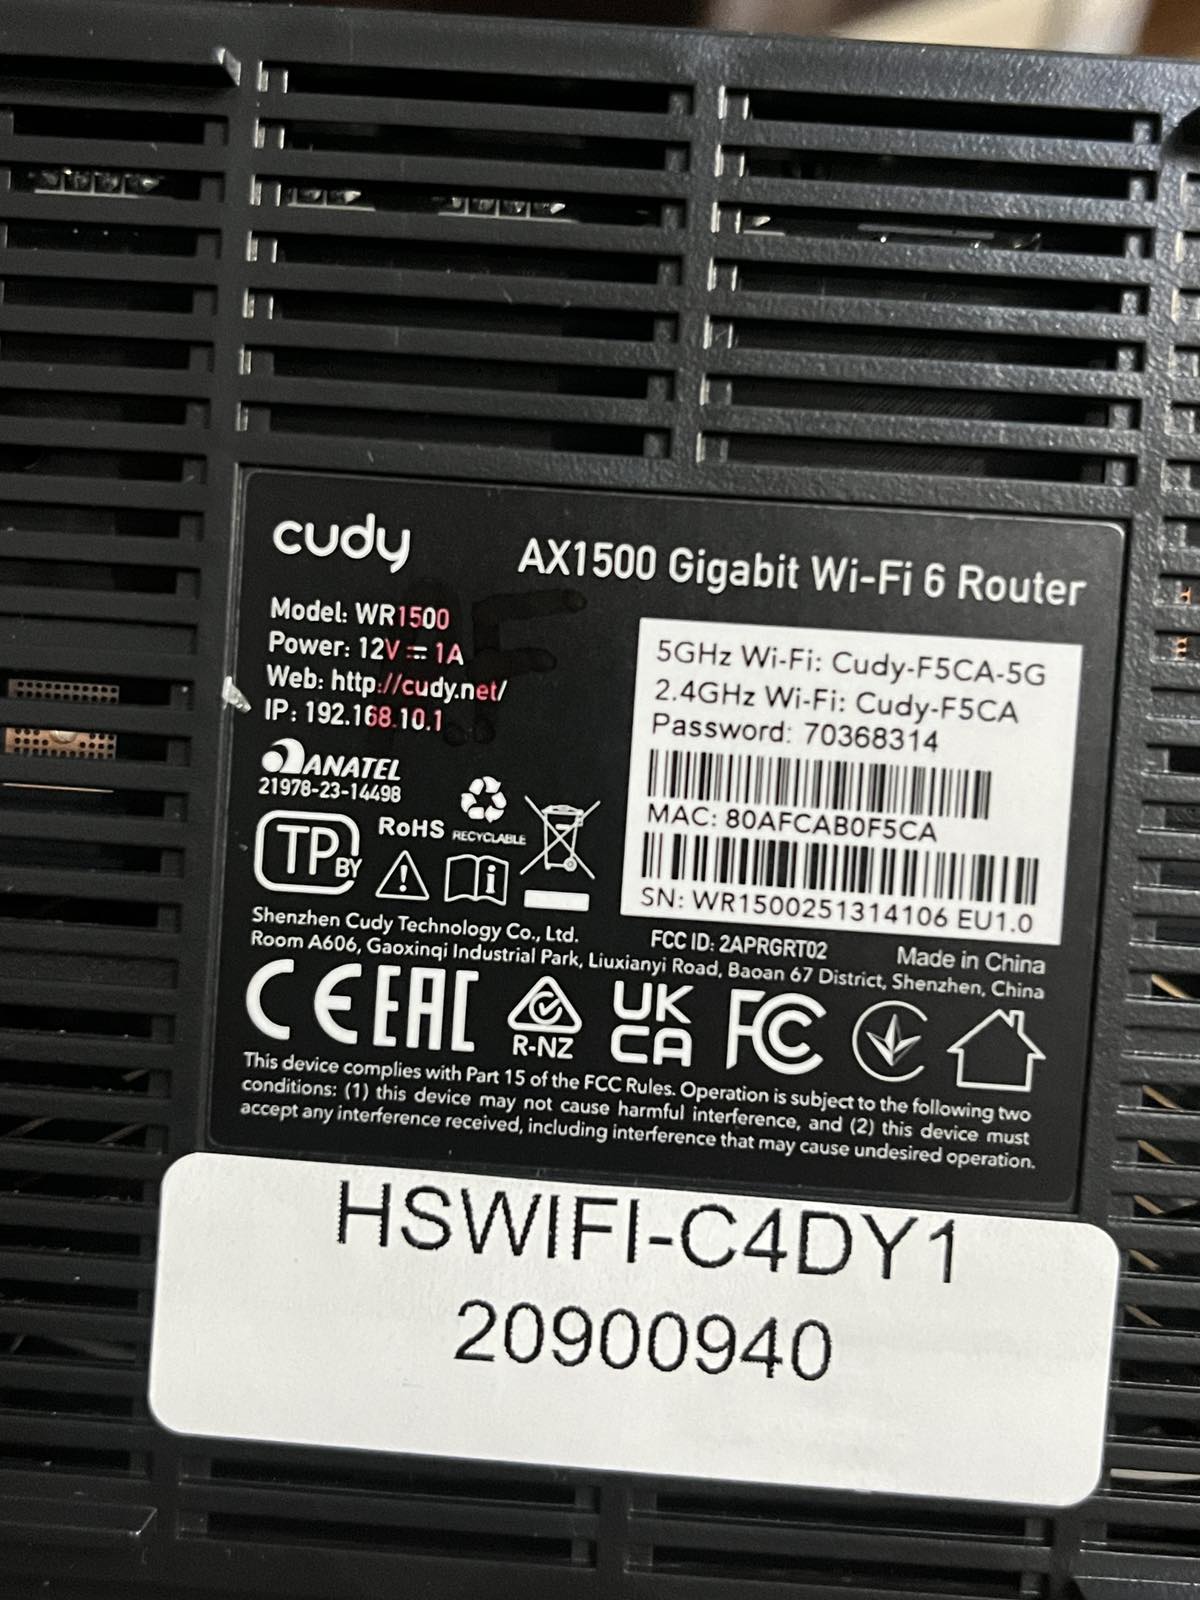 cudy
AX1500 Gigabit Wi-Fi 6 Router
Model: WR1500
Power: 12V ⎓ 1A
Web: http://cudy.net/
IP: 192.168.10.1
5GHz Wi-Fi: Cudy-F5CA-5G
2.4GHz Wi-Fi: Cudy-F5CA
Password: 70368314
MAC: 80AFCAB0F5CA
SN: WR1500251314106 EU1.0
ANATEL
21978-23-14498
TP BY
RoHS
RECYCLABLE
Shenzhen Cudy Technology Co., Ltd.
FCC ID: 2APRGRT02
Made in China
Room A606, Gaoxinqi Industrial Park, Liuxianyi Road, Baoan 67 District, Shenzhen, China
CE EAC R-NZ UK CA FC
This device complies with Part 15 of the FCC Rules. Operation is subject to the following two
conditions: (1) this device may not cause harmful interference, and (2) this device must
accept any interference received, including interference that may cause undesired operation.
HSWIFI-C4DY1
20900940